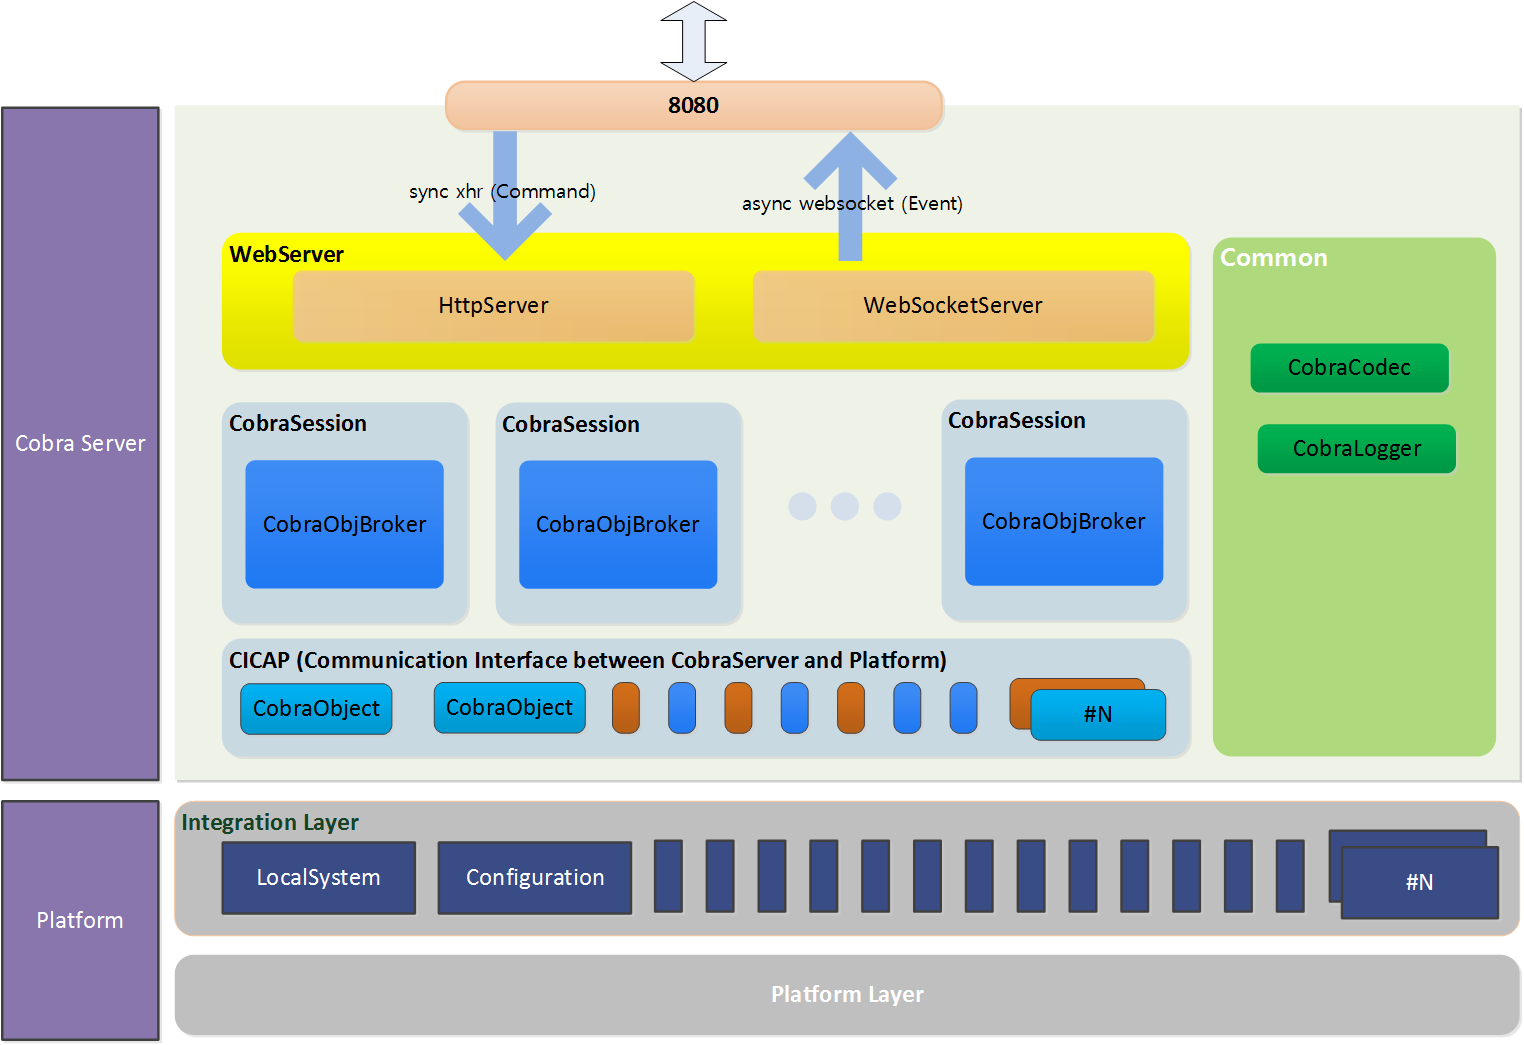 8080
sync xhr (Command)
async websocket (Event)
WebServer
HttpServer
WebSocketServer
Common
CobraCodec
CobraLogger
Cobra Server
CobraSession
CobraSession
CobraSession
CobraObjBroker
CobraObjBroker
CobraObjBroker
CICAP (Communication Interface between CobraServer and Platform)
CobraObject
CobraObject
#N
Platform
Integration Layer
LocalSystem
Configuration
#N
Platform Layer